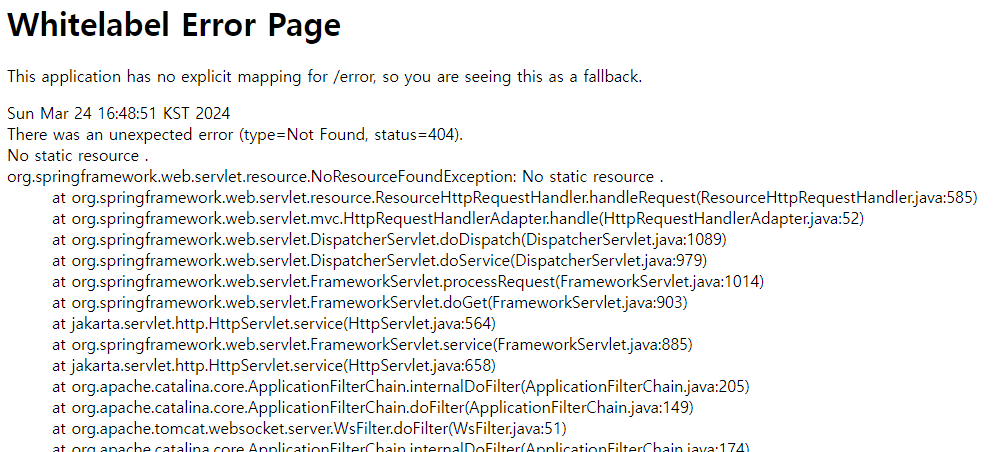 Whitelabel Error Page
This application has no explicit mapping for /error, so you are seeing this as a fallback.
Sun Mar 24 16:48:51 KST 2024
There was an unexpected error (type=Not Found, status=404).
No static resource .
org.springframework.web.servlet.resource.NoResourceFoundException: No static resource .
at org.springframework.web.servlet.resource.ResourceHttpRequestHandler.handleRequest(ResourceHttpRequestHandler.java:585)
at org.springframework.web.servlet.mvc.HttpRequestHandlerAdapter.handle(HttpRequestHandlerAdapter.java:52)
at org.springframework.web.servlet.DispatcherServlet.doDispatch(DispatcherServlet.java:1089)
at org.springframework.web.servlet.DispatcherServlet.doService(DispatcherServlet.java:979)
at org.springframework.web.servlet.FrameworkServlet.processRequest(FrameworkServlet.java:1014)
at org.springframework.web.servlet.FrameworkServlet.doGet(FrameworkServlet.java:903)
at jakarta.servlet.http.HttpServlet.service(HttpServlet.java:564)
at org.springframework.web.servlet.FrameworkServlet.service(FrameworkServlet.java:885)
at jakarta.servlet.http.HttpServlet.service(HttpServlet.java:658)
at org.apache.catalina.core.ApplicationFilterChain.internalDoFilter(ApplicationFilterChain.java:205)
at org.apache.catalina.core.ApplicationFilterChain.doFilter(ApplicationFilterChain.java:149)
at org.apache.tomcat.websocket.server.WsFilter.doFilter(WsFilter.java:51)
at org.apache.catalina.core.ApplicationFilterChain.internalDoFilter(ApplicationFilterChain.java:174)